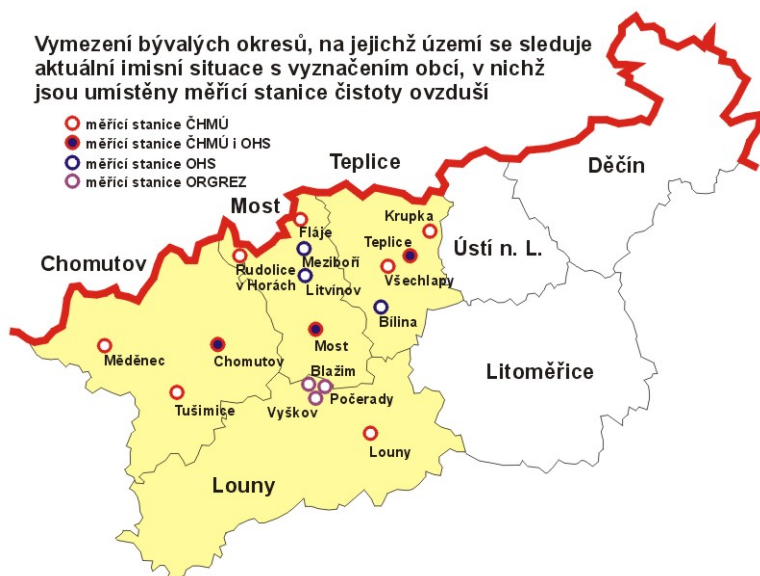 Vymezení bývalých okresů, na jejichž území se sleduje
aktuální imisní situace s vyznačením obcí, v nichž
jsou umístěny měřící stanice čistoty ovzduší
měřící stanice ČHMÚ
měřící stanice ČHMÚ i OHS
měřící stanice OHS
měřící stanice ORGREZ
Teplice
Děčín
Most
Krupka
Fláje
Teplice
Ústí n. L.
Chomutov
Meziboří
Rudolice
v Horách
Všechlapy
Litvínov
Bílina
Měděnec
Chomutov
Most
Blažim
Litoměřice
Tušimice
Počerady
Vyškov
Louny
Louny